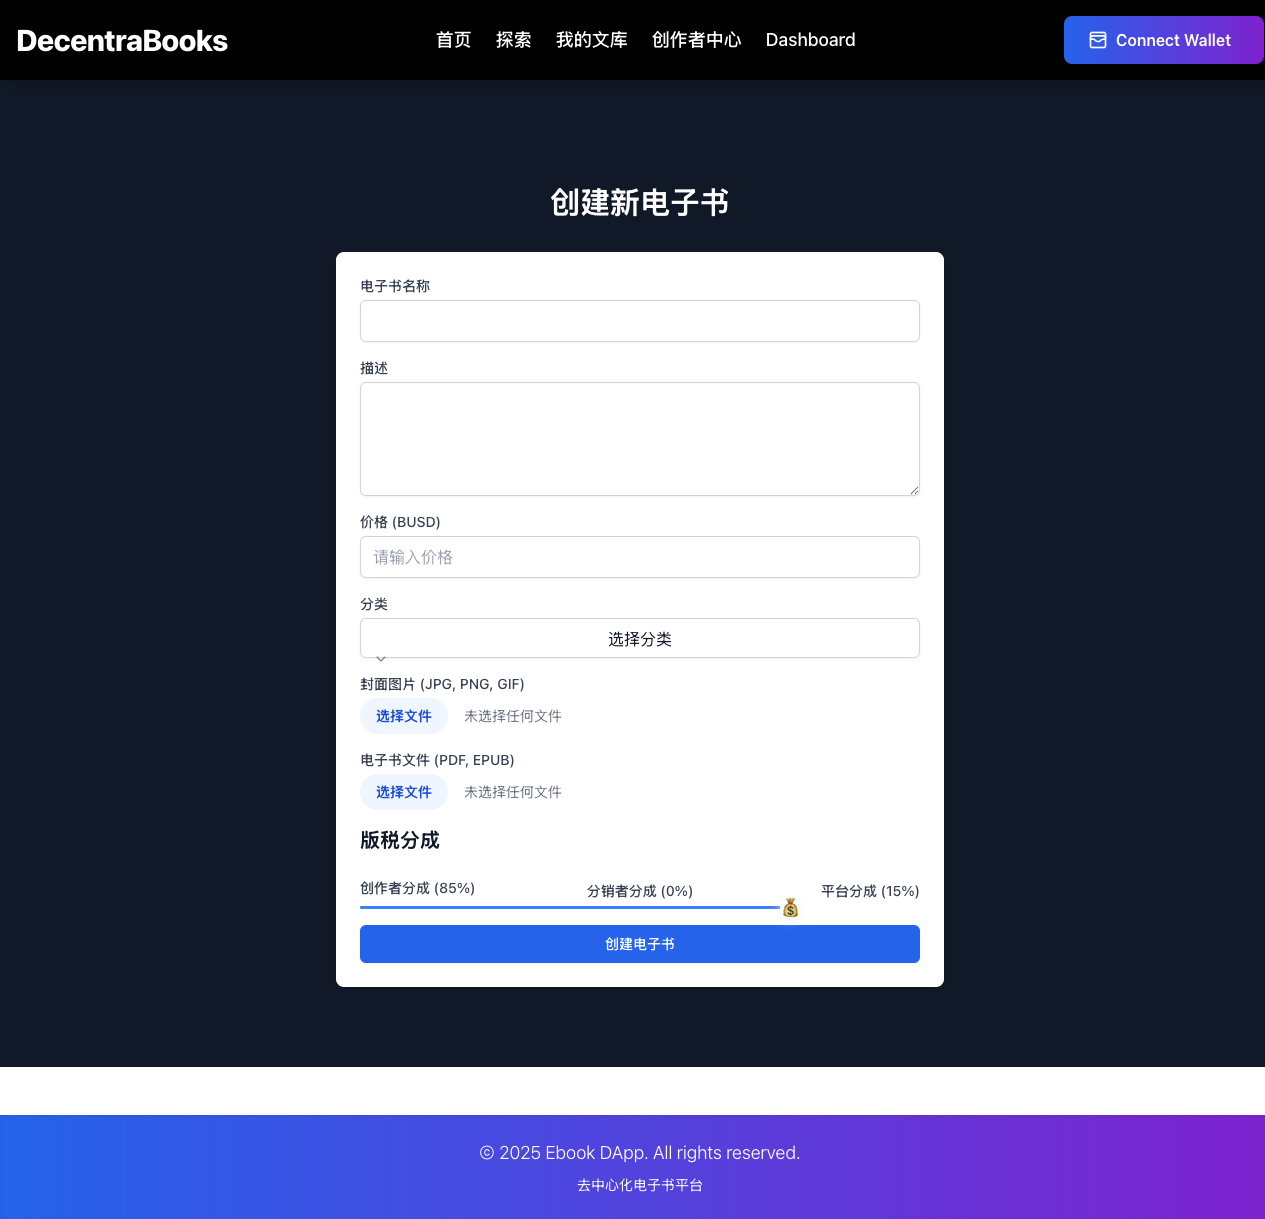 DecentraBooks
首页 探索 我的文库 创作者中心 Dashboard
Connect Wallet
创建新电子书
电子书名称
描述
价格 (BUSD)
请输入价格
分类
选择分类
封面图片 (JPG, PNG, GIF)
选择文件 未选择任何文件
电子书文件 (PDF, EPUB)
选择文件 未选择任何文件
版税分成
创作者分成 (85%) 分销者分成 (0%) 平台分成 (15%)
创建电子书
© 2025 Ebook DApp. All rights reserved.
去中心化电子书平台